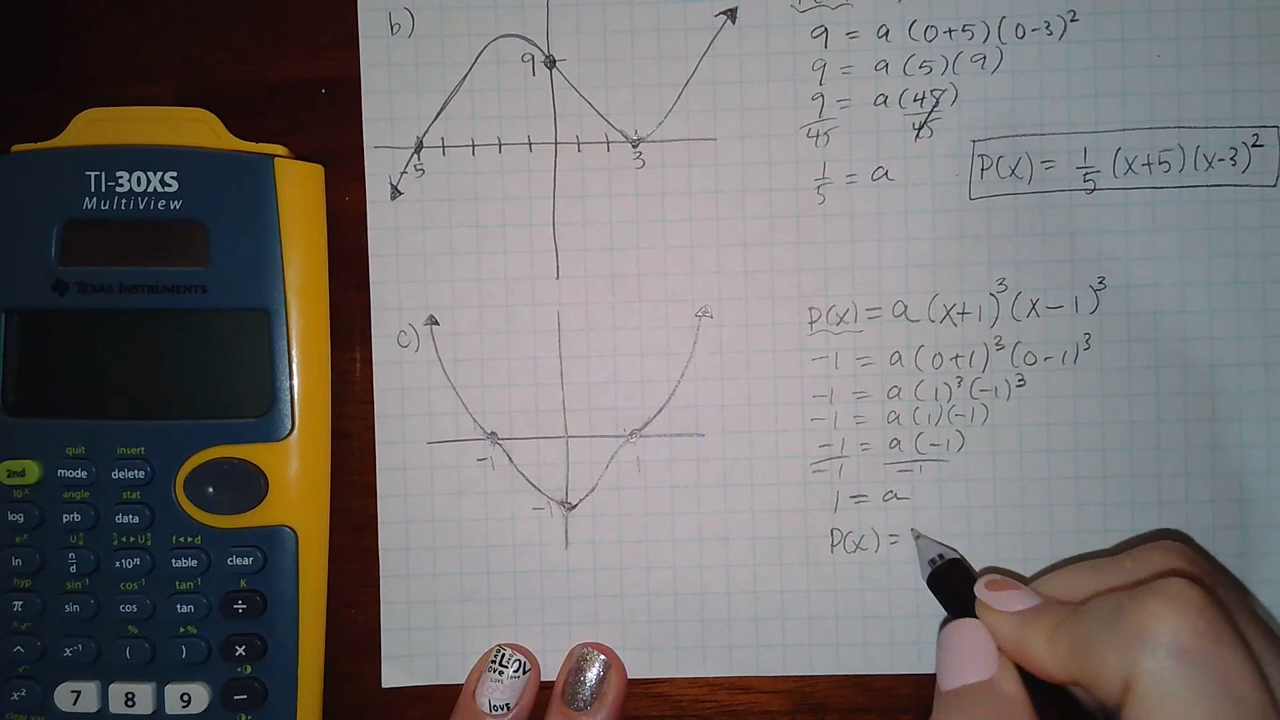 b)
9
-5
3
9 = a (0+5)(0-3)²
9 = a(5)(9)
9/45 = a(45)/45
1/5 = a
P(x) = 1/5 (x+5)(x-3)²
c)
-1
1
-1
P(x) = a(x+1)³(x-1)³
-1 = a(0+1)³(0-1)³
-1 = a(1)³(-1)³
-1 = a(1)(-1)
-1/-1 = a(-1)/-1
1 = a
P(x) =
TI-30XS
MultiView
TEXAS INSTRUMENTS
quit insert
2nd mode delete
angle stat
log prb data
ln n/d ×10ⁿ table clear
hyp sin⁻¹ cos⁻¹ tan⁻¹ K
π sin cos tan ÷
% ▸%
^ x⁻¹ ( ) ×
x² 7 8 9 −
LOV
love
love